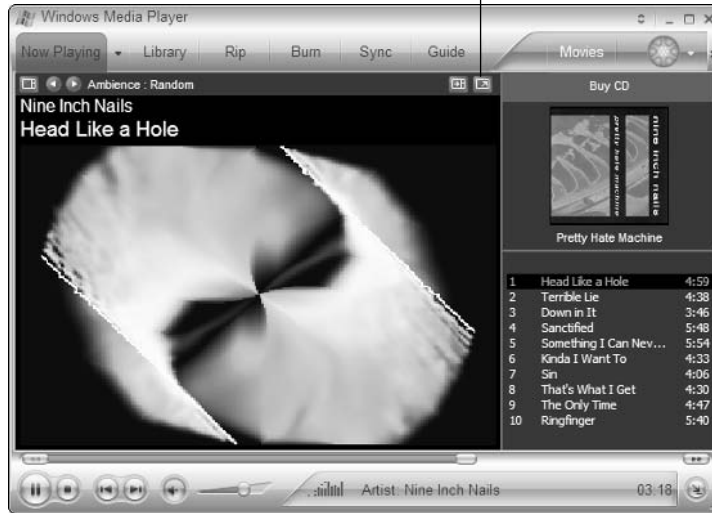 Windows Media Player
Now Playing Library Rip Burn Sync Guide Movies
Ambience : Random
Buy CD
Nine Inch Nails
Head Like a Hole
pretty hate machine
nine inch nails
Pretty Hate Machine
1 Head Like a Hole 4:59
2 Terrible Lie 4:38
3 Down in It 3:46
4 Sanctified 5:48
5 Something I Can Nev... 5:54
6 Kinda I Want To 4:33
7 Sin 4:06
8 That's What I Get 4:30
9 The Only Time 4:47
10 Ringfinger 5:40
Artist: Nine Inch Nails 03:18